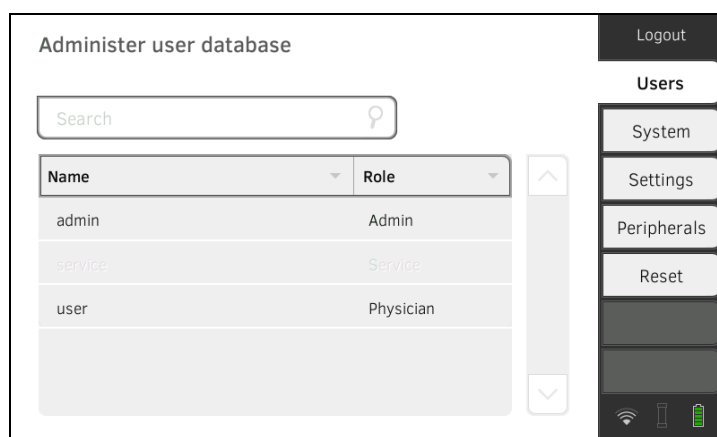 Administer user database
Search
Name Role
admin Admin
service Service
user Physician
Logout
Users
System
Settings
Peripherals
Reset